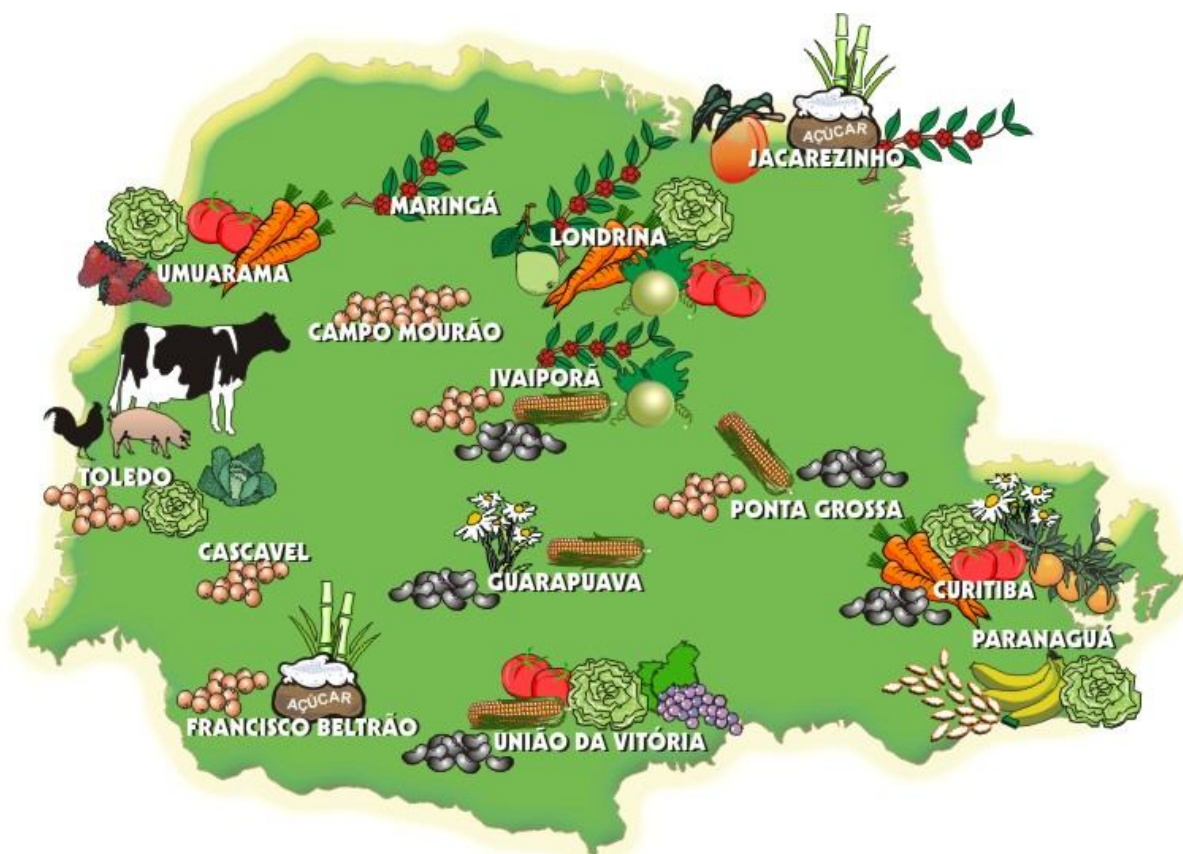 AÇÚCAR
JACAREZINHO
MARINGÁ
LONDRINA
UMUARAMA
CAMPO MOURÃO
IVAIPORÃ
TOLEDO
PONTA GROSSA
CASCAVEL
GUARAPUAVA
CURITIBA
PARANAGUÁ
AÇÚCAR
FRANCISCO BELTRÃO
UNIÃO DA VITÓRIA